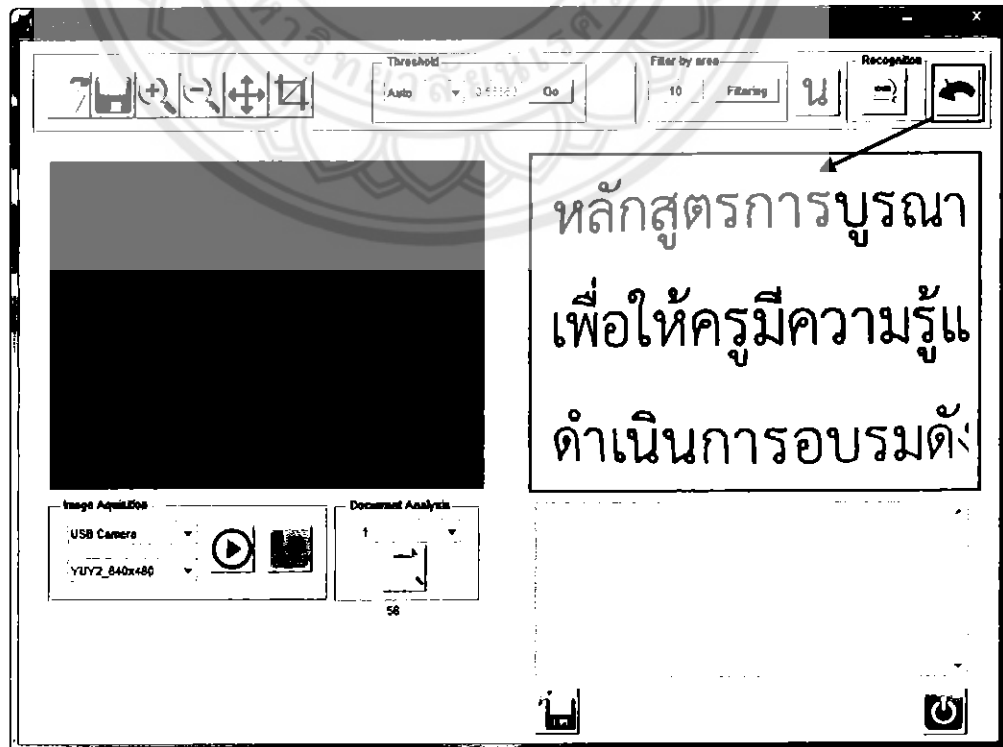 Threshold
Filter by area
Recognition
Auto
Go
10
Filtering
น
หลักสูตรการบูรณา
เพื่อให้ครูมีความรู้แ
ดำเนินการอบรมดัง
Image Aquisition
Document Analysis
USB Camera
1
YUY2_640x480
56